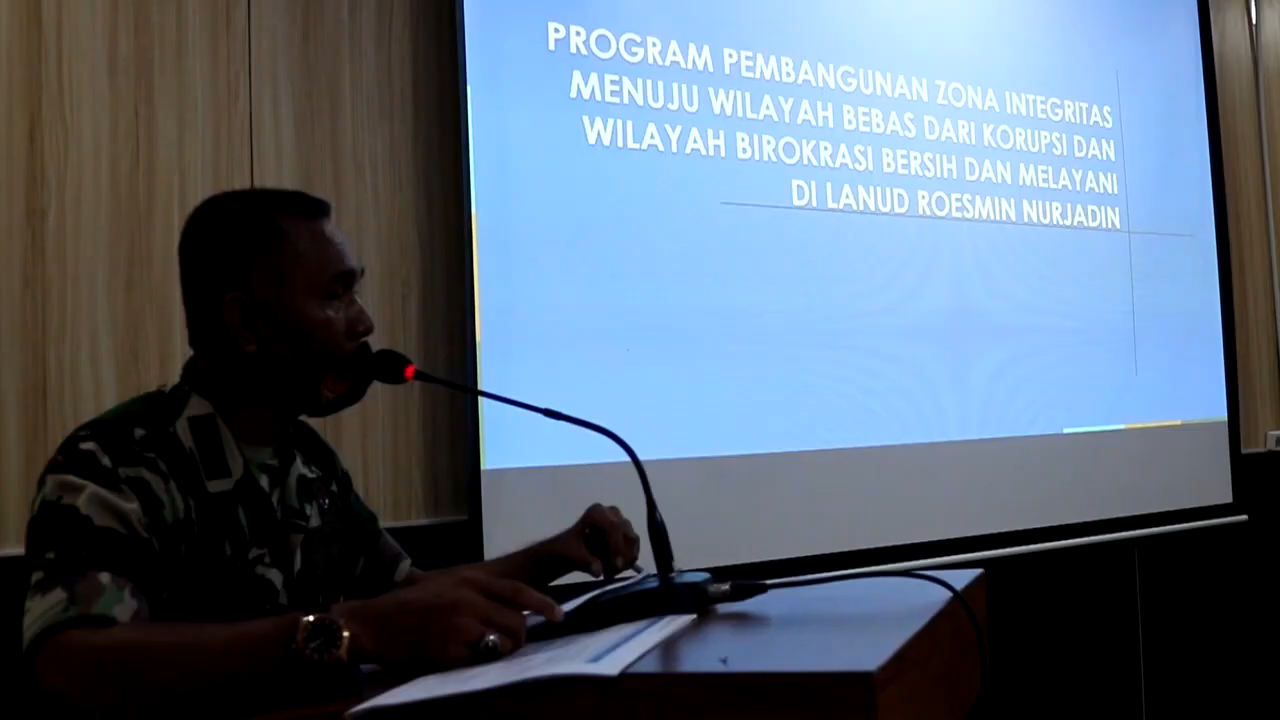 PROGRAM PEMBANGUNAN ZONA INTEGRITAS
MENUJU WILAYAH BEBAS DARI KORUPSI DAN
WILAYAH BIROKRASI BERSIH DAN MELAYANI
DI LANUD ROESMIN NURJADIN